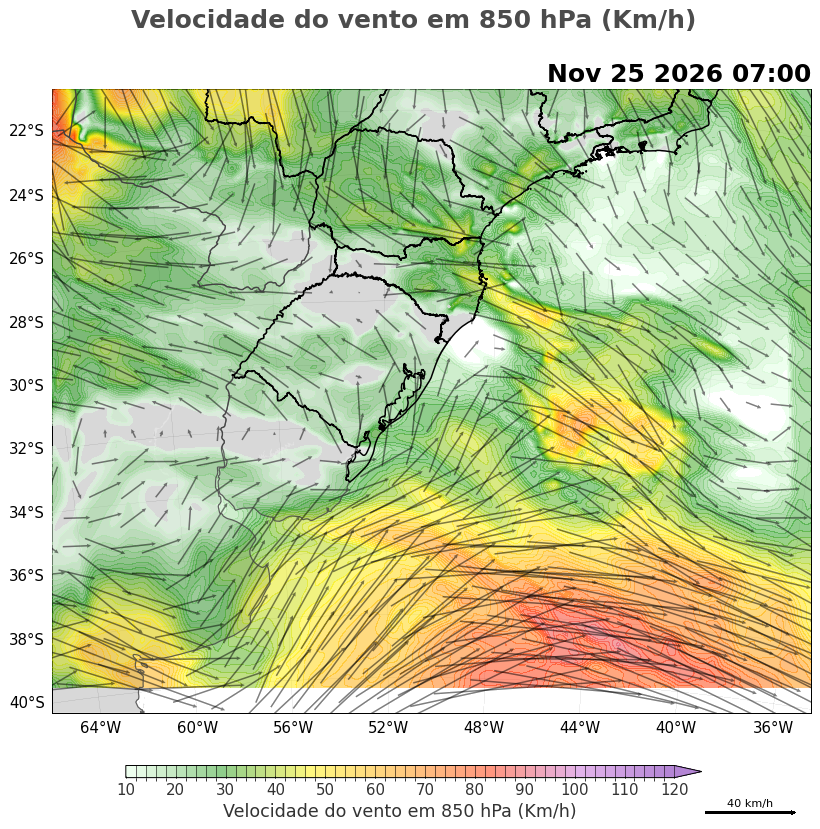 Velocidade do vento em 850 hPa (Km/h)
Nov 25 2026 07:00
22°S
24°S
26°S
28°S
30°S
32°S
34°S
36°S
38°S
40°S
64°W 60°W 56°W 52°W 48°W 44°W 40°W 36°W
10 20 30 40 50 60 70 80 90 100 110 120
Velocidade do vento em 850 hPa (Km/h)
40 km/h